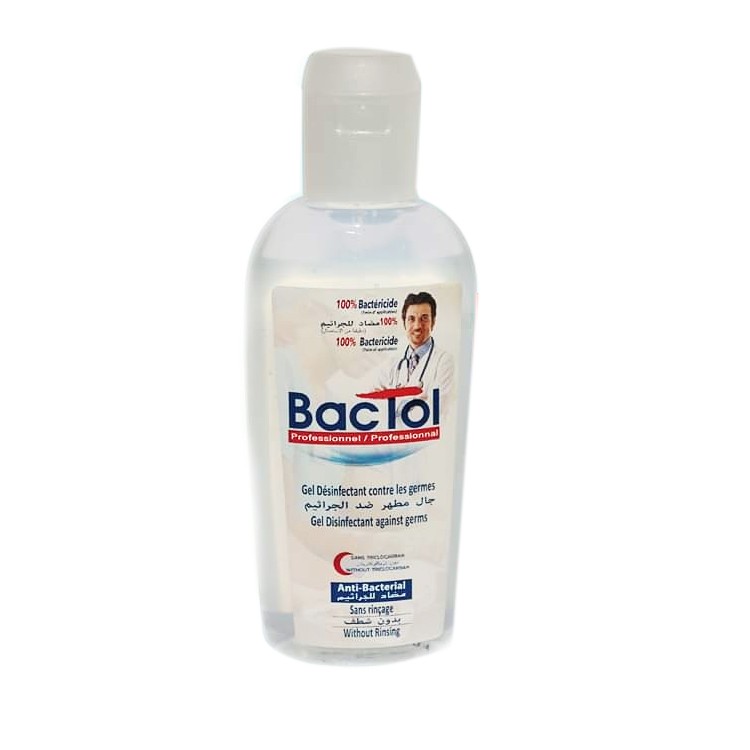 100% Bactéricide
100% مضاد للجراثيم
100% Bactericide
BacTol
Professionnel / Professionnal
Gel Désinfectant contre les germes
جال مطهر ضد الجراثيم
Gel Disinfectant against germs
SANS TRICLOCARBAN
WITHOUT TRICLOCARBAN
Anti-Bacterial
مضاد للجراثيم
Sans rinçage
بدون شطف
Without Rinsing